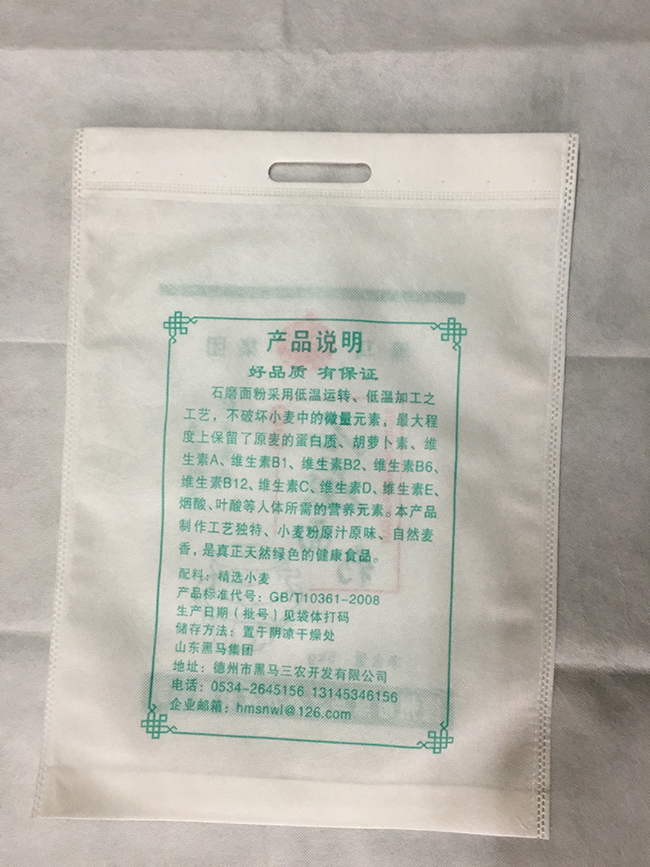 产品说明
好品质 有保证
石磨面粉采用低温运转、低温加工之
工艺，不破坏小麦中的微量元素，最大程
度上保留了原麦的蛋白质、胡萝卜素、维
生素A、维生素B1、维生素B2、维生素B6、
维生素B12、维生素C、维生素D、维生素E、
烟酸、叶酸等人体所需的营养元素。本产品
制作工艺独特、小麦粉原汁原味、自然麦
香，是真正天然绿色的健康食品。
配料：精选小麦
产品标准代号：GB/T10361-2008
生产日期（批号）见袋体打码
储存方法：置于阴凉干燥处
山东黑马集团
地址：德州市黑马三农开发有限公司
电话：0534-2645156 13145346156
企业邮箱：hmsnwl@126.com